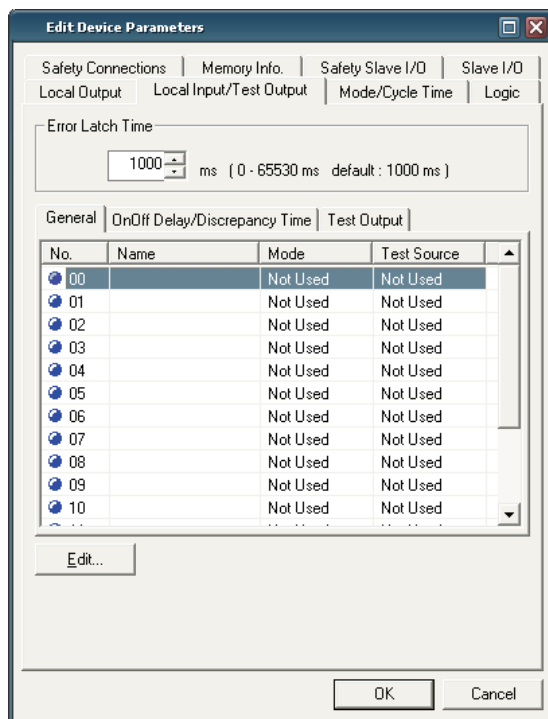 Edit Device Parameters
Safety Connections Memory Info. Safety Slave I/O Slave I/O
Local Output Local Input/Test Output Mode/Cycle Time Logic
Error Latch Time
1000 ms ( 0 - 65530 ms default : 1000 ms )
General OnOff Delay/Discrepancy Time Test Output
No. Name Mode Test Source
00 Not Used Not Used
01 Not Used Not Used
02 Not Used Not Used
03 Not Used Not Used
04 Not Used Not Used
05 Not Used Not Used
06 Not Used Not Used
07 Not Used Not Used
08 Not Used Not Used
09 Not Used Not Used
10 Not Used Not Used
Edit...
OK Cancel